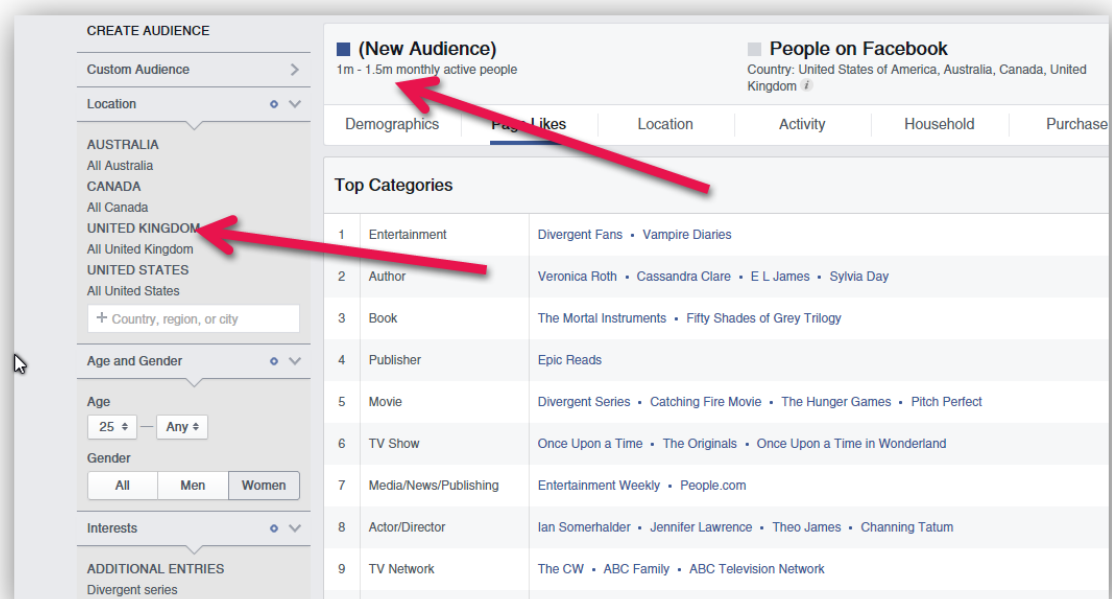 CREATE AUDIENCE
Custom Audience
Location
AUSTRALIA
All Australia
CANADA
All Canada
UNITED KINGDOM
All United Kingdom
UNITED STATES
All United States
+ Country, region, or city
Age and Gender
Age
25 — Any
Gender
All Men Women
Interests
ADDITIONAL ENTRIES
Divergent series
(New Audience)
1m - 1.5m monthly active people
People on Facebook
Country: United States of America, Australia, Canada, United
Kingdom i
Demographics Page Likes Location Activity Household Purchase
Top Categories
1 Entertainment Divergent Fans • Vampire Diaries
2 Author Veronica Roth • Cassandra Clare • E L James • Sylvia Day
3 Book The Mortal Instruments • Fifty Shades of Grey Trilogy
4 Publisher Epic Reads
5 Movie Divergent Series • Catching Fire Movie • The Hunger Games • Pitch Perfect
6 TV Show Once Upon a Time • The Originals • Once Upon a Time in Wonderland
7 Media/News/Publishing Entertainment Weekly • People.com
8 Actor/Director Ian Somerhalder • Jennifer Lawrence • Theo James • Channing Tatum
9 TV Network The CW • ABC Family • ABC Television Network